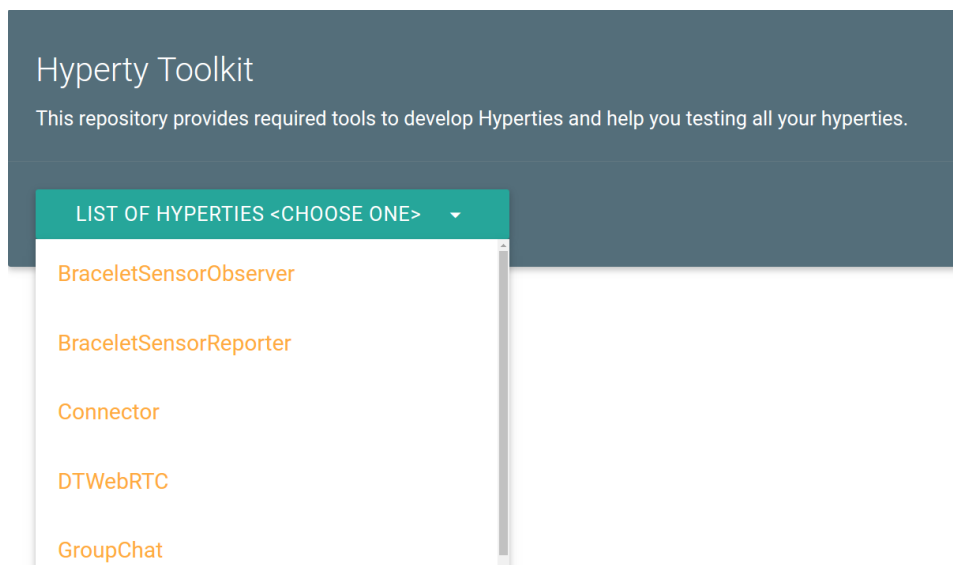 Hyperty Toolkit
This repository provides required tools to develop Hyperties and help you testing all your hyperties.
LIST OF HYPERTIES <CHOOSE ONE>
BraceletSensorObserver
BraceletSensorReporter
Connector
DTWebRTC
GroupChat